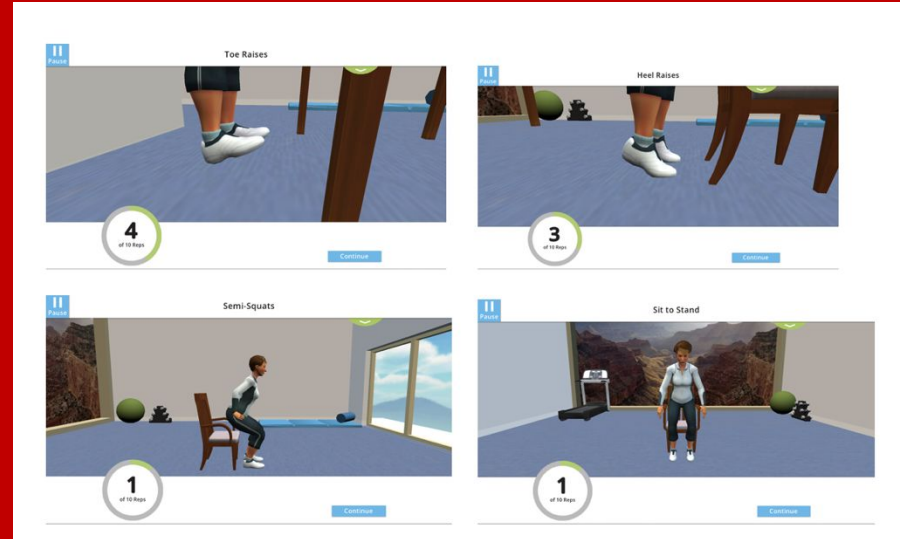 Pause
Toe Raises
4
of 10 Reps
Continue
Pause
Heel Raises
3
of 10 Reps
Continue
Pause
Semi-Squats
1
of 10 Reps
Continue
Pause
Sit to Stand
1
of 10 Reps
Continue